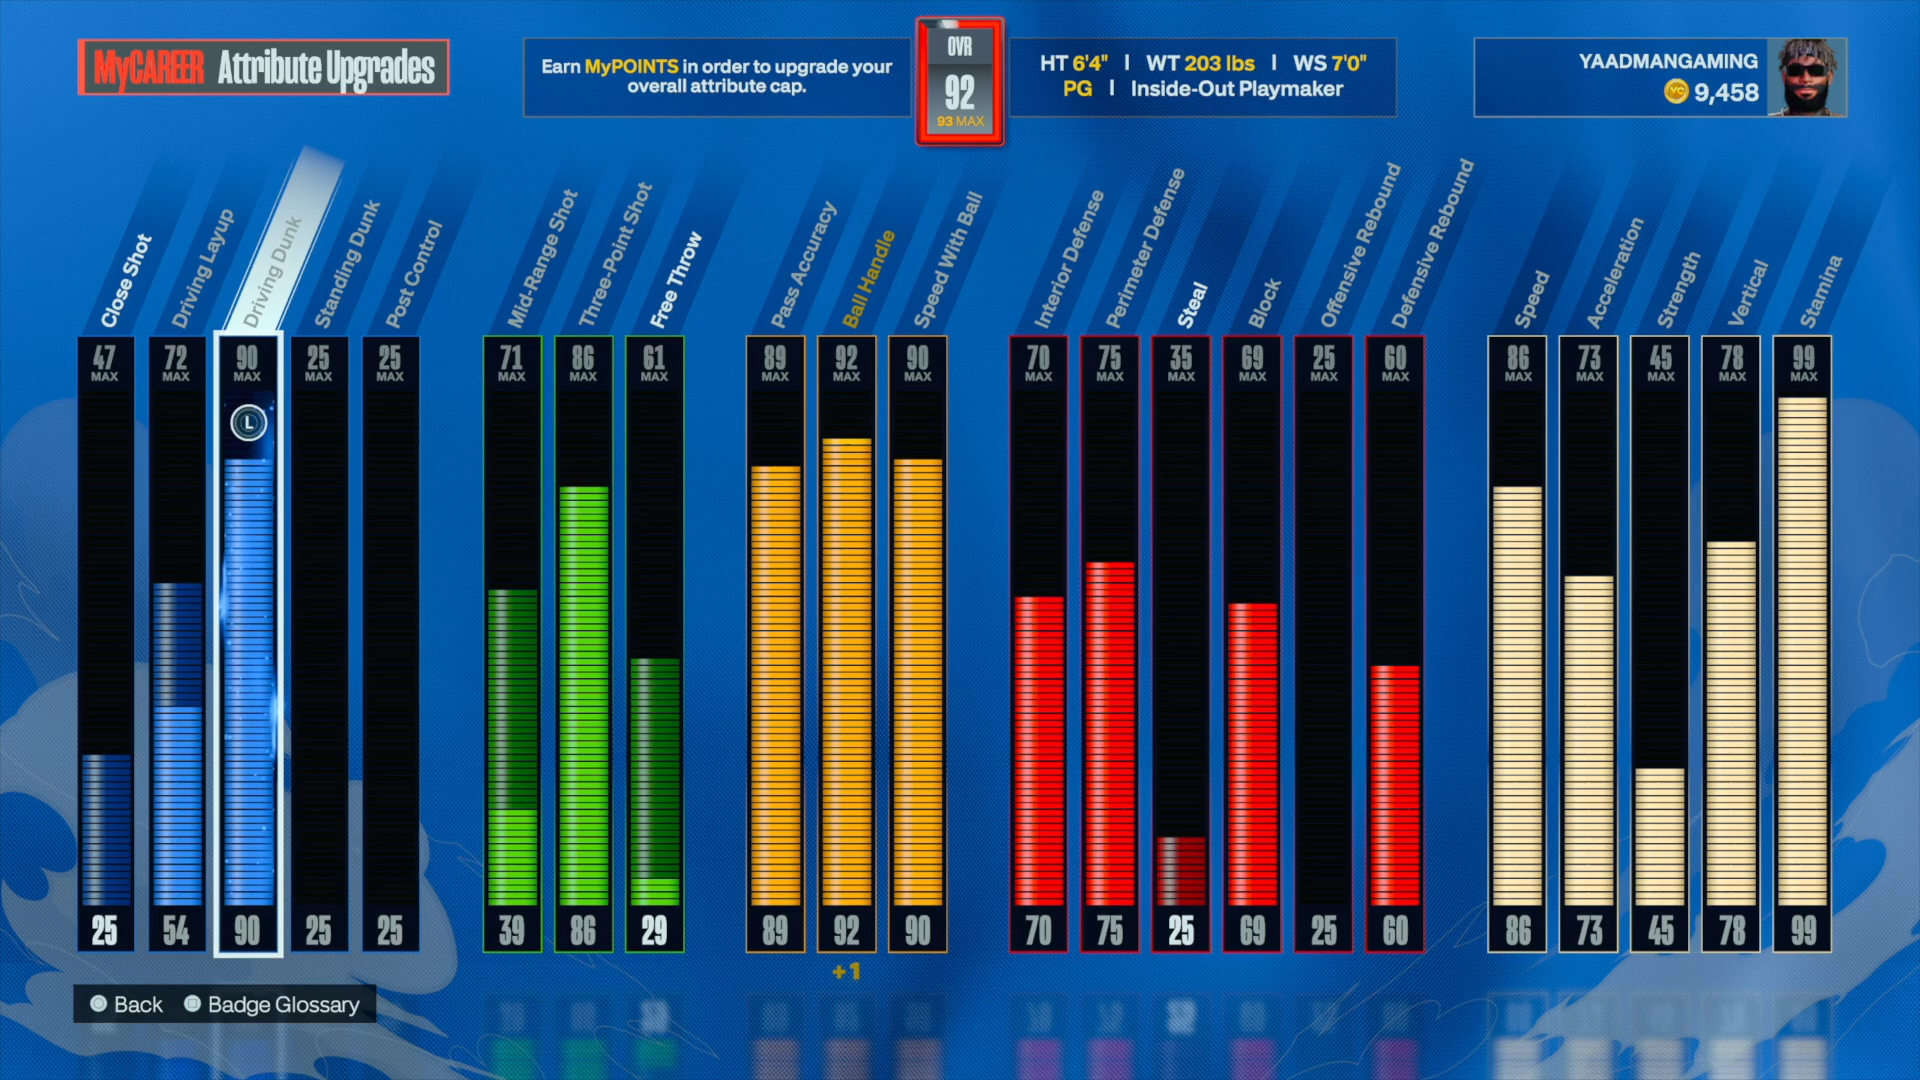 MyCAREER Attribute Upgrades
Earn MyPOINTS in order to upgrade your
overall attribute cap.
OVR
92
93 MAX
HT 6'4" | WT 203 lbs | WS 7'0"
PG | Inside-Out Playmaker
YAADMANGAMING
VC 9,458
Close Shot
Driving Layup
Driving Dunk
Standing Dunk
Post Control
Mid-Range Shot
Three-Point Shot
Free Throw
Pass Accuracy
Ball Handle
Speed With Ball
Interior Defense
Perimeter Defense
Steal
Block
Offensive Rebound
Defensive Rebound
Speed
Acceleration
Strength
Vertical
Stamina
47 72 90 25 25 71 86 61 89 92 90 70 75 35 69 25 60 86 73 45 78 99
MAX MAX MAX MAX MAX MAX MAX MAX MAX MAX MAX MAX MAX MAX MAX MAX MAX MAX MAX MAX MAX MAX
L
25 54 90 25 25 39 86 29 89 92 90 70 75 25 69 25 60 86 73 45 78 99
+1
Back Badge Glossary